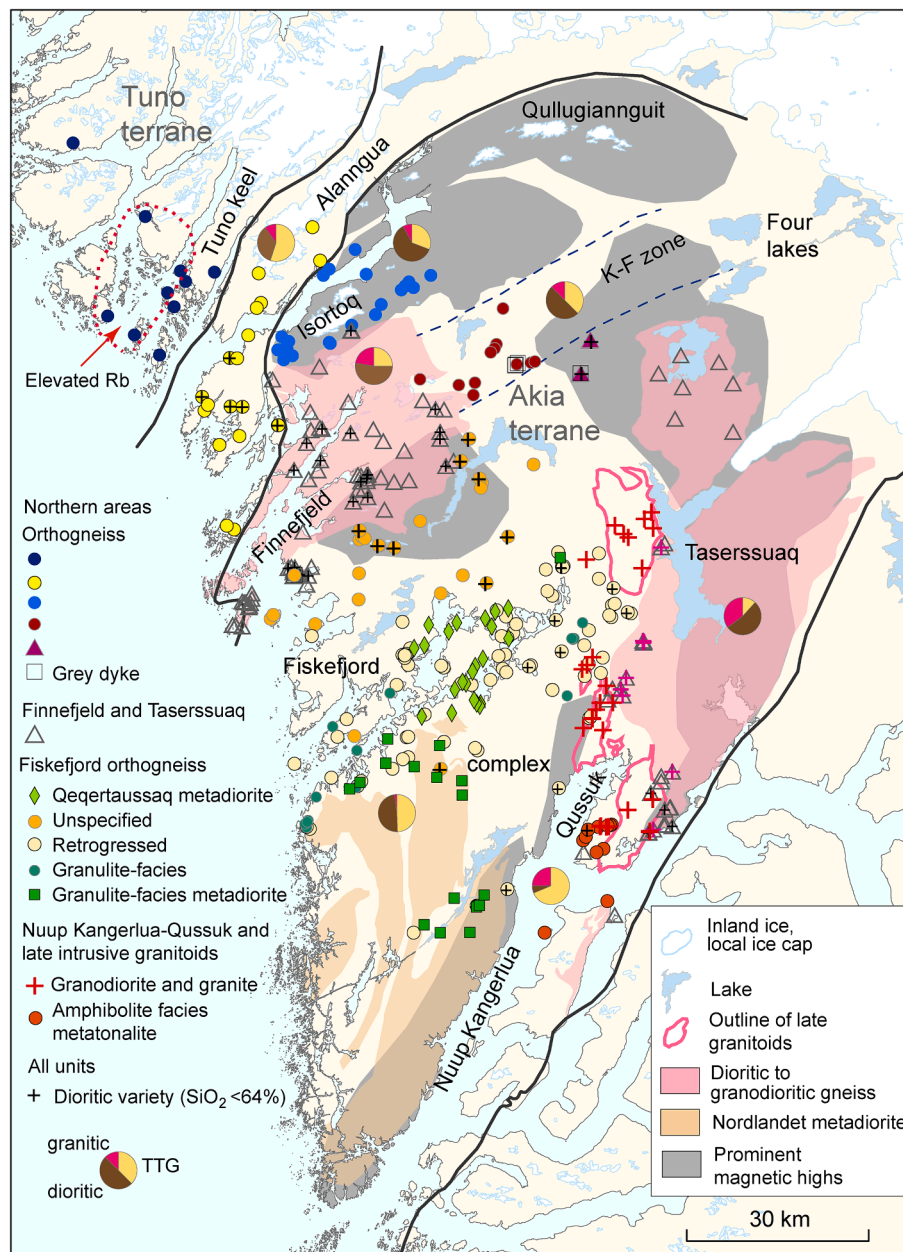 Tuno
terrane
Qullugiannguit
Alanngua
Tuno keel
Four
lakes
K-F zone
Isortoq
Elevated Rb
Akia
terrane
Finnefjeld
Taserssuaq
Fiskefjord
complex
Qussuk
Nuup Kangerlua
Northern areas
Orthogneiss
Grey dyke
Finnefjeld and Taserssuaq
Fiskefjord orthogneiss
Qeqertaussaq metadiorite
Unspecified
Retrogressed
Granulite-facies
Granulite-facies metadiorite
Nuup Kangerlua-Qussuk and
late intrusive granitoids
Granodiorite and granite
Amphibolite facies
metatonalite
All units
Dioritic variety (SiO₂ <64%)
granitic
TTG
dioritic
Inland ice,
local ice cap
Lake
Outline of late
granitoids
Dioritic to
granodioritic gneiss
Nordlandet metadiorite
Prominent
magnetic highs
30 km